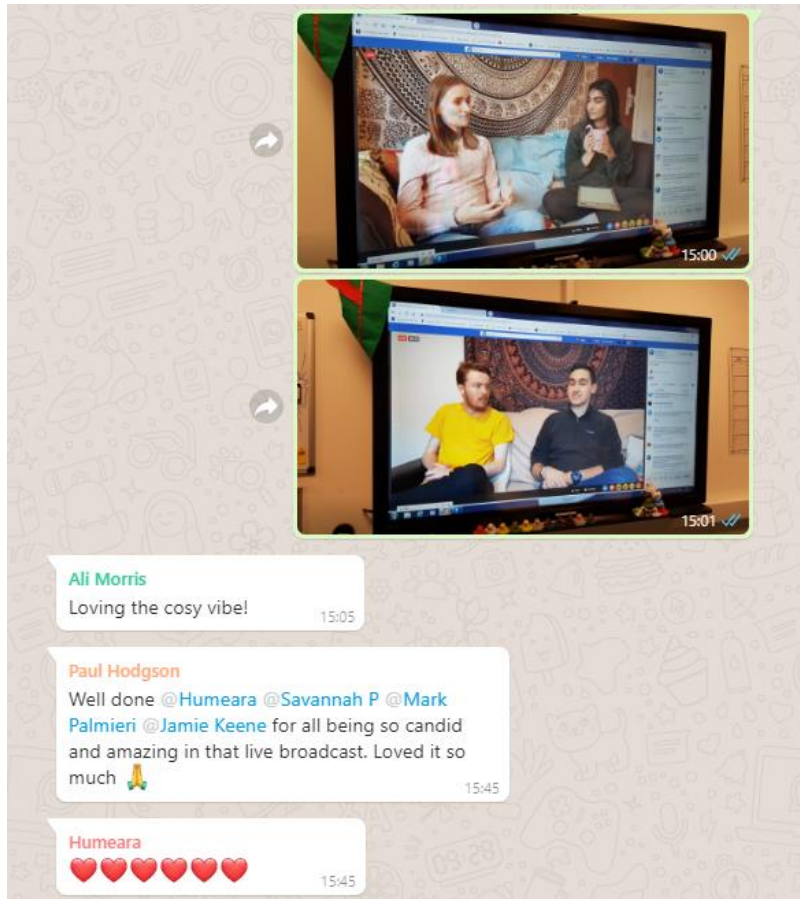 15:00
15:01
Ali Morris
Loving the cosy vibe!
15:05
Paul Hodgson
Well done @Humeara @Savannah P @Mark
Palmieri @Jamie Keene for all being so candid
and amazing in that live broadcast. Loved it so
much 🙏
15:45
Humeara
❤️❤️❤️❤️❤️❤️
15:45